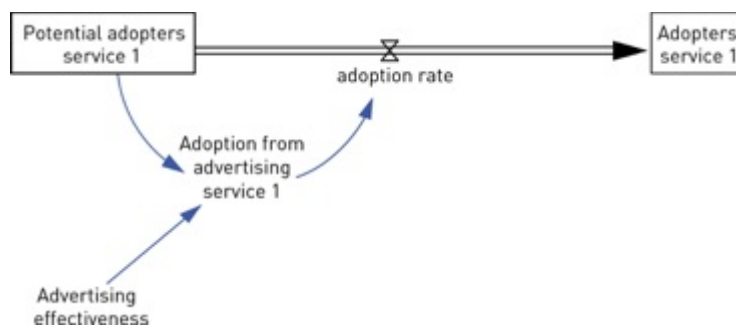 Potential adopters
service 1
Adopters
service 1
adoption rate
Adoption from
advertising
service 1
Advertising
effectiveness